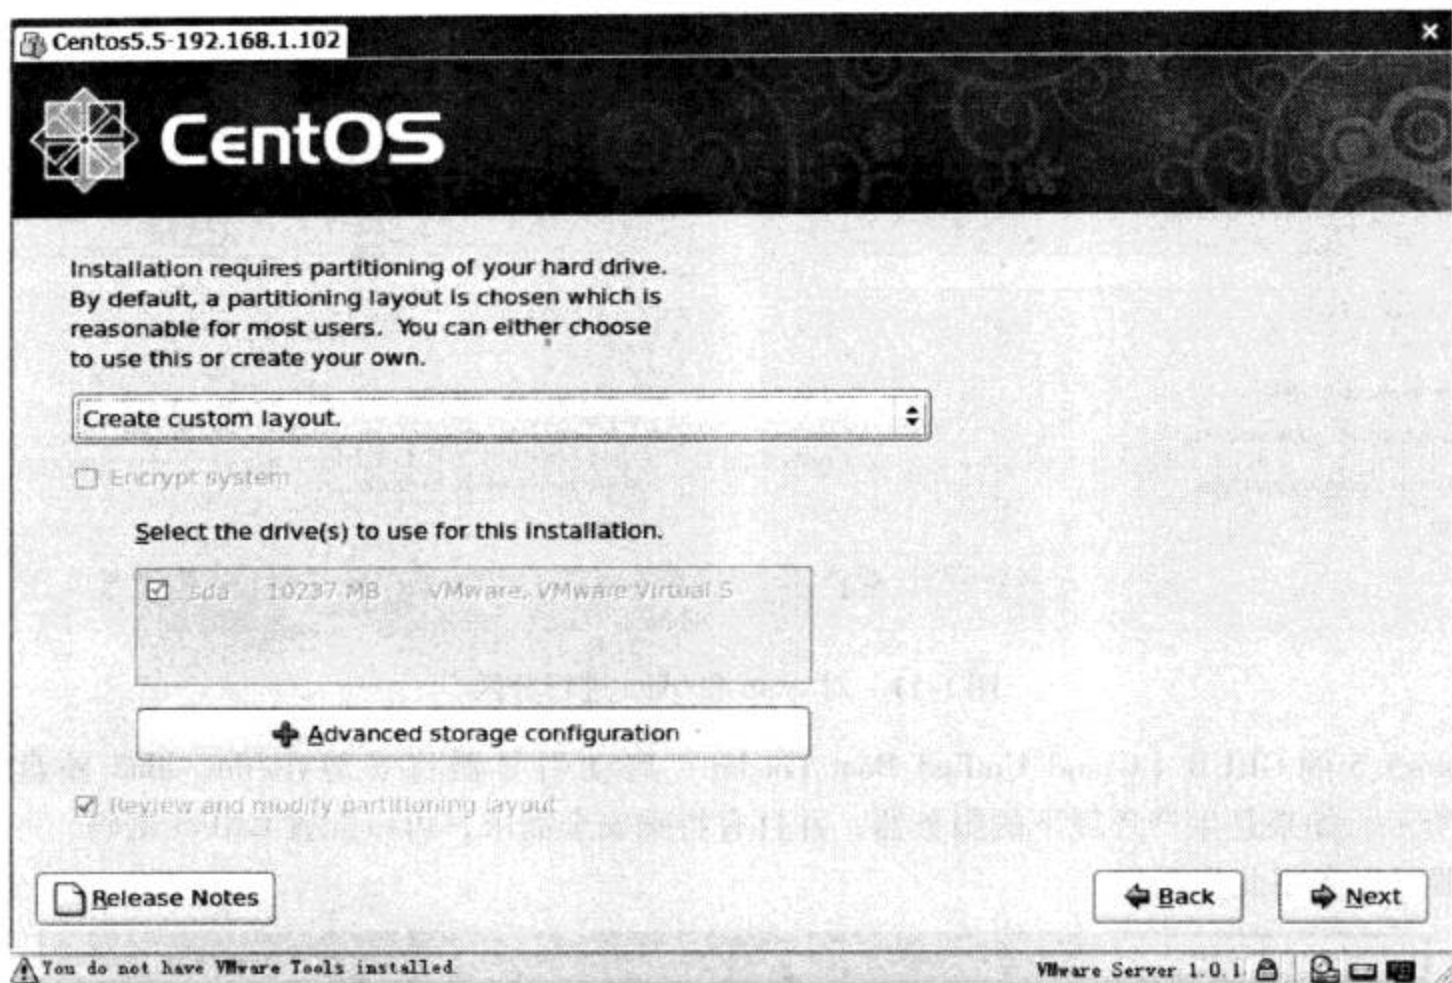 Centos5.5-192.168.1.102
CentOS
Installation requires partitioning of your hard drive.
By default, a partitioning layout is chosen which is
reasonable for most users. You can either choose
to use this or create your own.
Create custom layout.
Encrypt system
Select the drive(s) to use for this installation.
sda 10237 MB VMware, VMware Virtual S
Advanced storage configuration
Review and modify partitioning layout
Release Notes
Back
Next
You do not have VMware Tools installed.
VMware Server 1.0.1